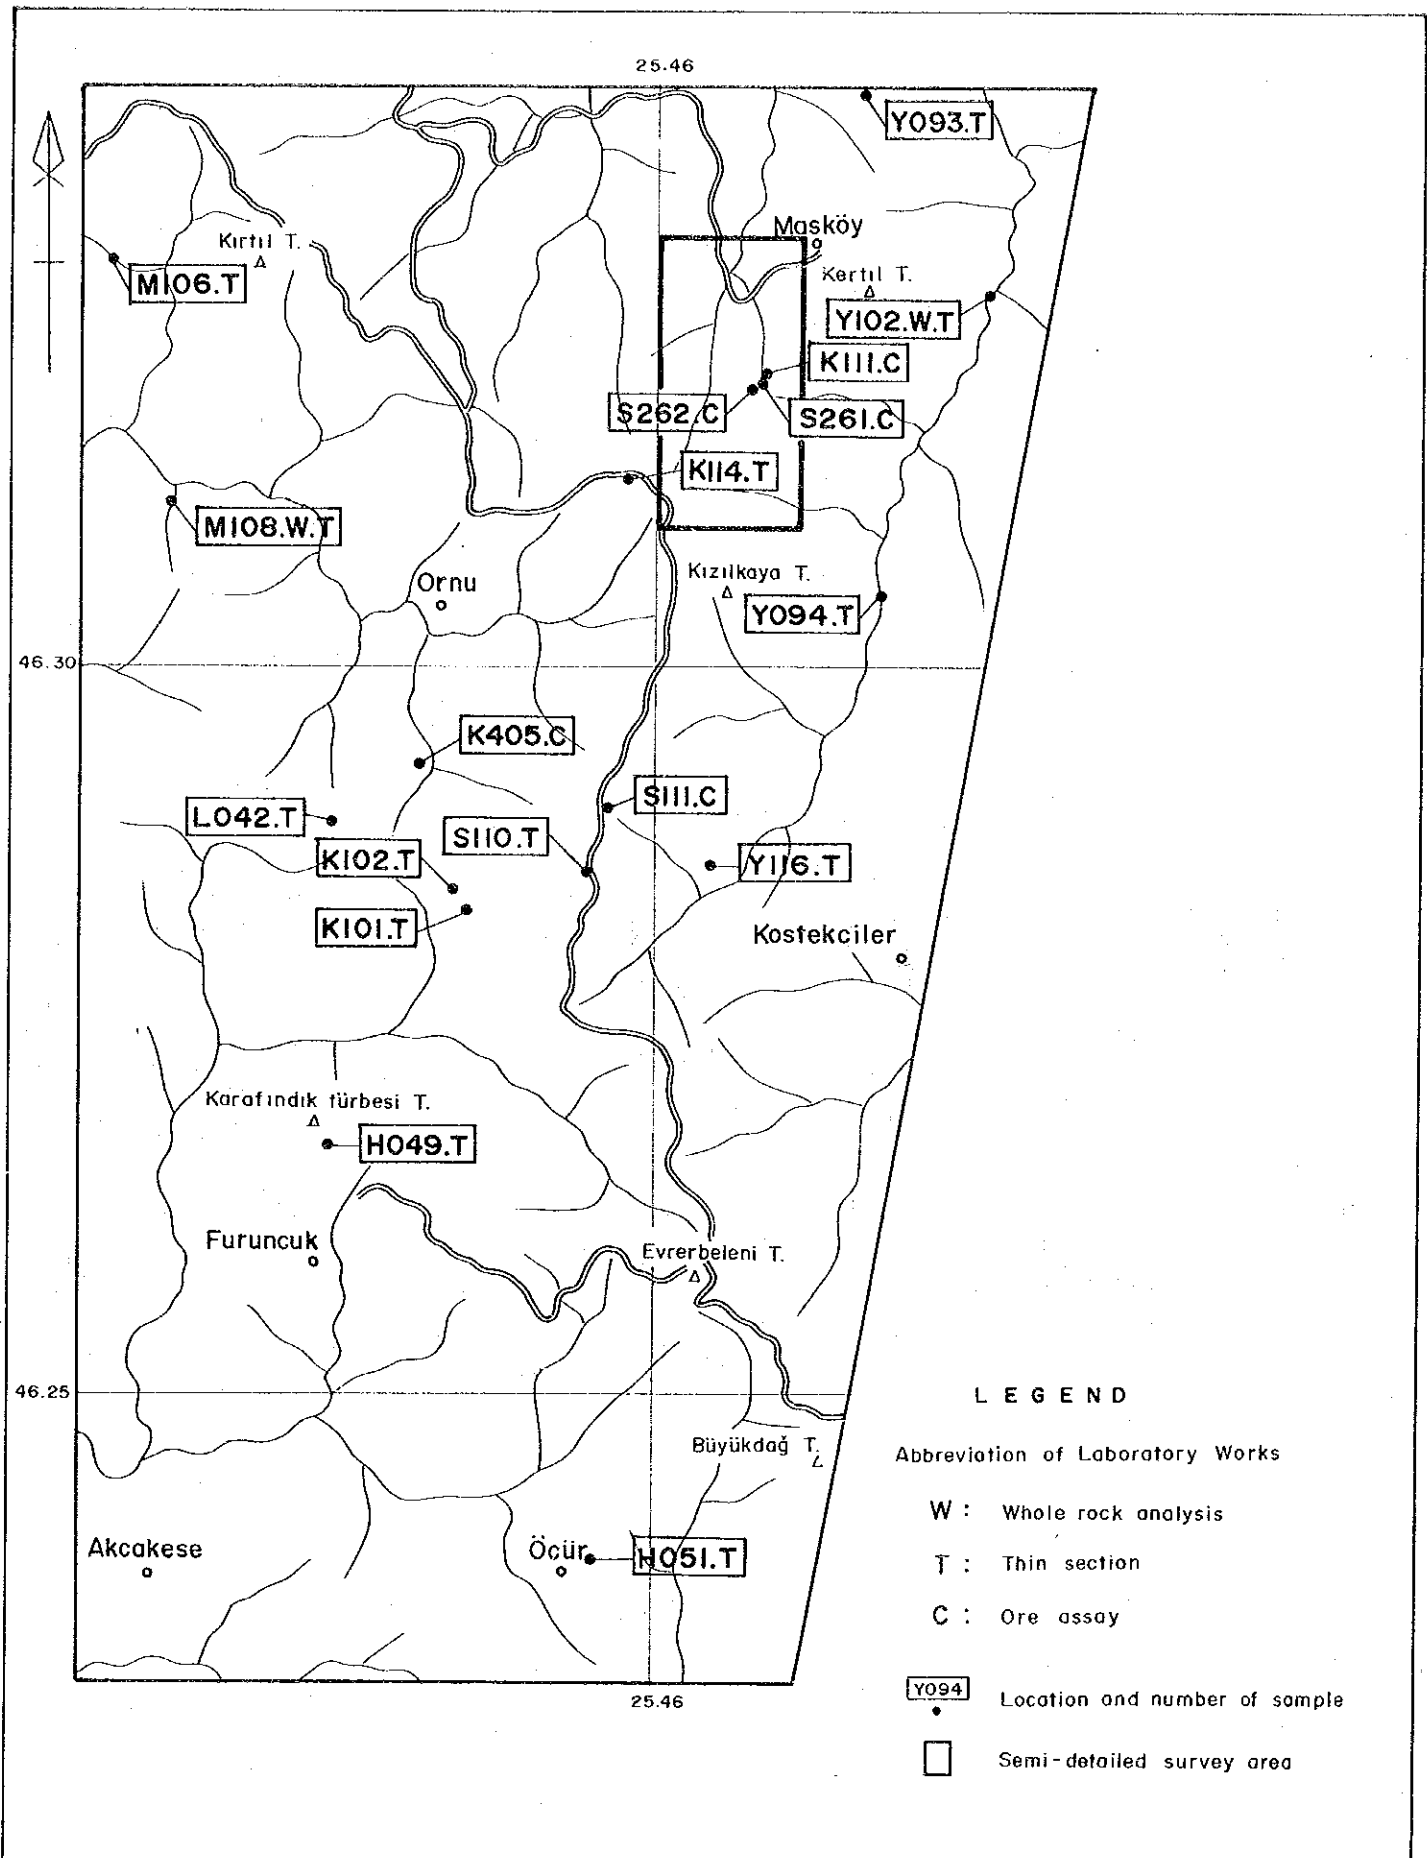 25.46
Y093.T
Masköy
Kırtıl T.
Kertıl T.
M106.T
Y102.W.T
K111.C
S262.C
S261.C
K114.T
M108.W.T
Kızılkaya T.
Ornu
Y094.T
46.30
K405.C
S111.C
L042.T
S110.T
K102.T
Y116.T
K101.T
Kostekciler
Karafındık türbesi T.
H049.T
Furuncuk
Evrerbeleni T.
46.25
LEGEND
Büyükdağ T.
Abbreviation of Laboratory Works
W : Whole rock analysis
Akcakese
Öcür
H051.T
T : Thin section
C : Ore assay
25.46
Y094 Location and number of sample
Semi-detailed survey area